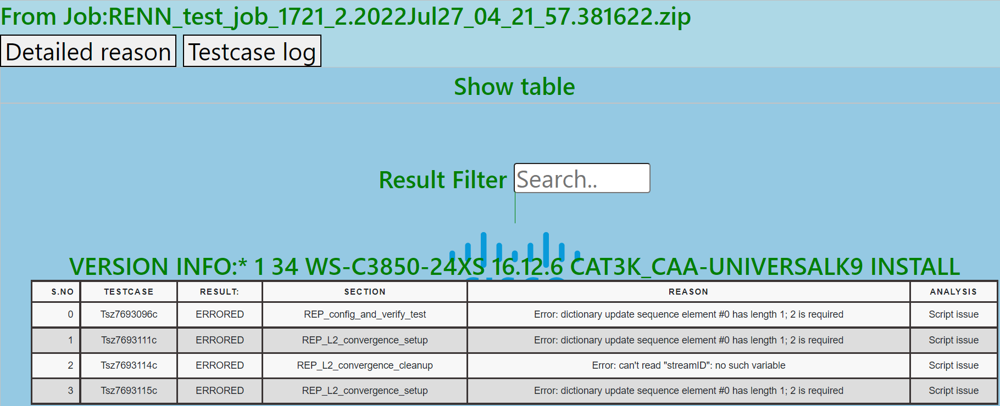 From Job:RENN_test_job_1721_2.2022Jul27_04_21_57.381622.zip
Detailed reason Testcase log
Show table
Result Filter Search..
VERSION INFO:* 1 34 WS-C3850-24XS 16.12.6 CAT3K_CAA-UNIVERSALK9 INSTALL
S.NO TESTCASE RESULT: SECTION REASON ANALYSIS
0 Tsz7693096c ERRORED REP_config_and_verify_test Error: dictionary update sequence element #0 has length 1; 2 is required Script issue
1 Tsz7693111c ERRORED REP_L2_convergence_setup Error: dictionary update sequence element #0 has length 1; 2 is required Script issue
2 Tsz7693114c ERRORED REP_L2_convergence_cleanup Error: can't read "streamID": no such variable Script issue
3 Tsz7693115c ERRORED REP_L2_convergence_setup Error: dictionary update sequence element #0 has length 1; 2 is required Script issue